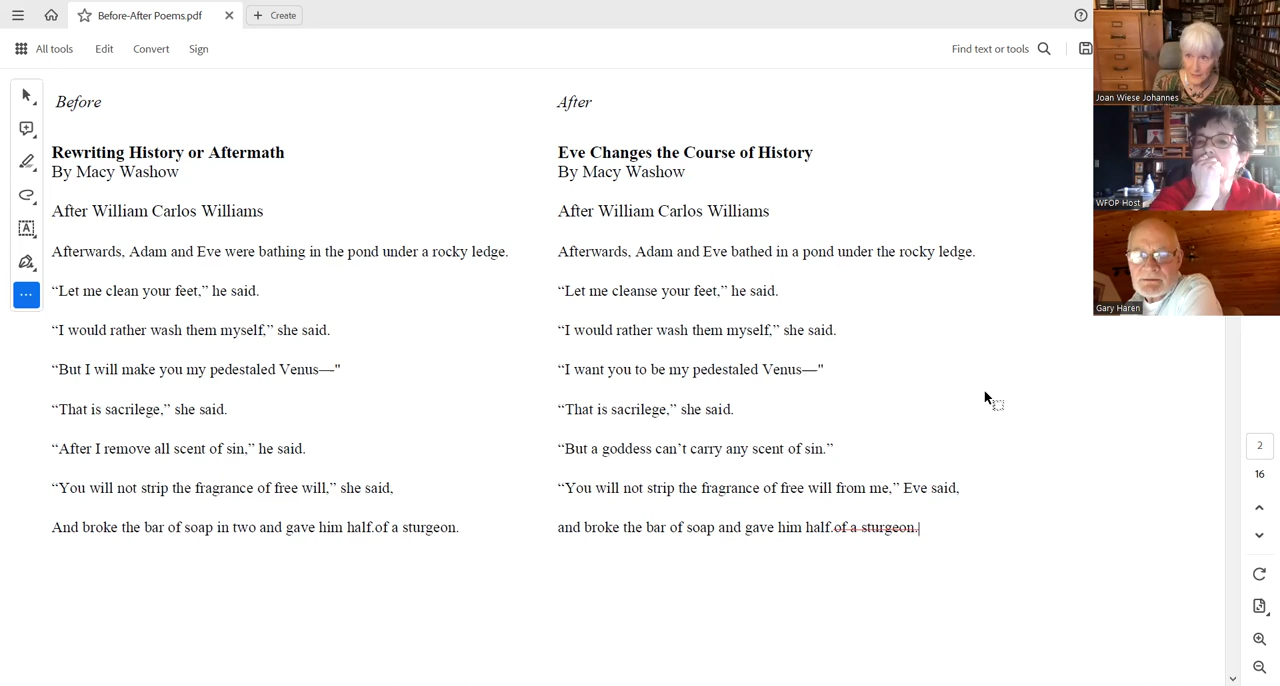 Before-After Poems.pdf
Create
All tools
Edit
Convert
Sign
Find text or tools
Before
Rewriting History or Aftermath
By Macy Washow
After William Carlos Williams
Afterwards, Adam and Eve were bathing in the pond under a rocky ledge.
“Let me clean your feet,” he said.
“I would rather wash them myself,” she said.
“But I will make you my pedestaled Venus—"
“That is sacrilege,” she said.
“After I remove all scent of sin,” he said.
“You will not strip the fragrance of free will,” she said,
And broke the bar of soap in two and gave him half.of a sturgeon.
After
Eve Changes the Course of History
By Macy Washow
After William Carlos Williams
Afterwards, Adam and Eve bathed in a pond under the rocky ledge.
“Let me cleanse your feet,” he said.
“I would rather wash them myself,” she said.
“I want you to be my pedestaled Venus—"
“That is sacrilege,” she said.
“But a goddess can’t carry any scent of sin.”
“You will not strip the fragrance of free will from me,” Eve said,
and broke the bar of soap and gave him half.of a sturgeon.
Joan Wiese Johannes
WFOP Host
Gary Haren
2
16